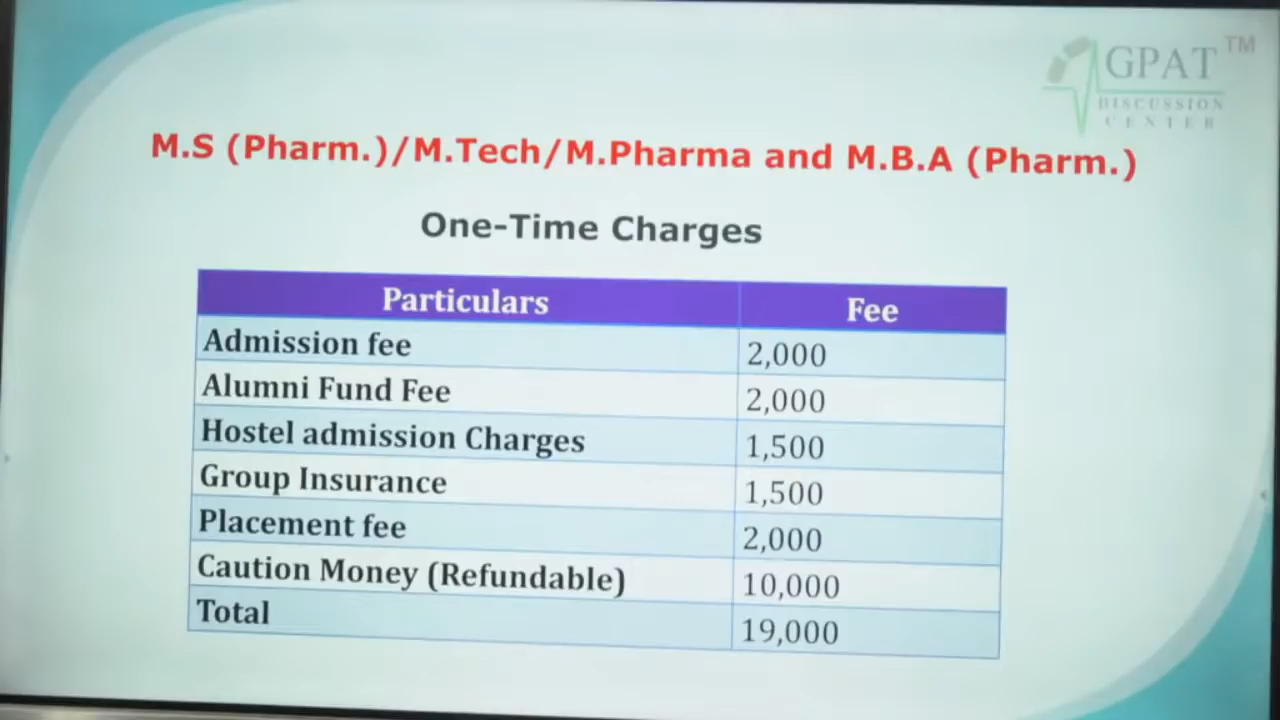 GPAT TM
DISCUSSION
CENTER
M.S (Pharm.)/M.Tech/M.Pharma and M.B.A (Pharm.)
One-Time Charges
Particulars Fee
Admission fee 2,000
Alumni Fund Fee 2,000
Hostel admission Charges 1,500
Group Insurance 1,500
Placement fee 2,000
Caution Money (Refundable) 10,000
Total 19,000